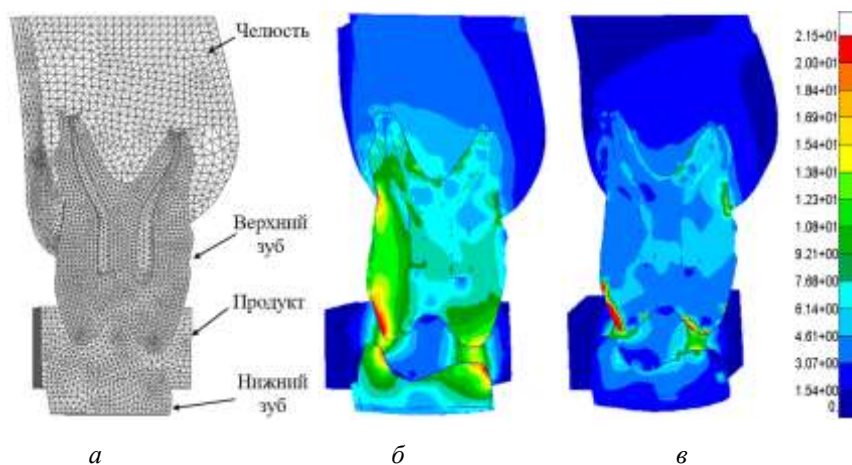 Челюсть
Верхний
зуб
Продукт
Нижний
зуб
2.15+01
2.00+01
1.84+01
1.69+01
1.54+01
1.38+01
1.23+01
1.08+01
9.21+00
7.68+00
6.14+00
4.61+00
3.07+00
1.54+00
0.
а
б
в